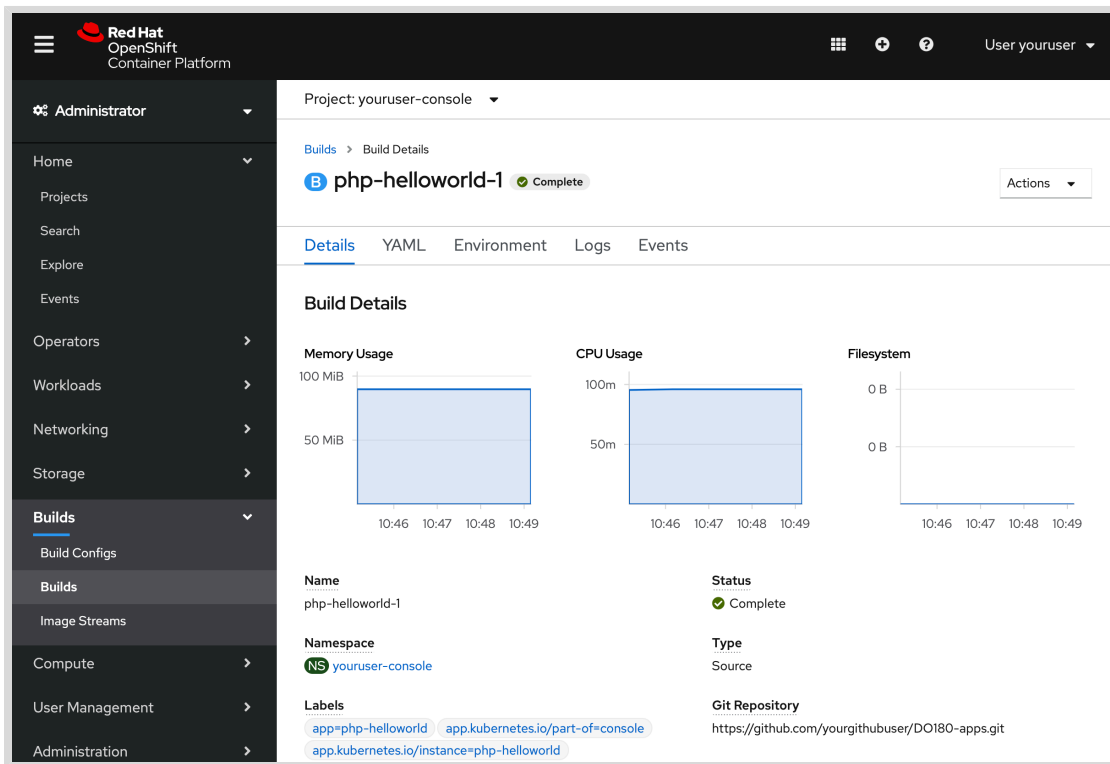 Red Hat
OpenShift
Container Platform
User youruser
Administrator
Home
Projects
Search
Explore
Events
Operators
Workloads
Networking
Storage
Builds
Build Configs
Builds
Image Streams
Compute
User Management
Administration
Project: youruser-console
Builds > Build Details
B php-helloworld-1 Complete
Actions
Details YAML Environment Logs Events
Build Details
Memory Usage
100 MiB
50 MiB
10:46 10:47 10:48 10:49
CPU Usage
100m
50m
10:46 10:47 10:48 10:49
Filesystem
0 B
0 B
10:46 10:47 10:48 10:49
Name
php-helloworld-1
Namespace
NS youruser-console
Labels
app=php-helloworld app.kubernetes.io/part-of=console
app.kubernetes.io/instance=php-helloworld
Status
Complete
Type
Source
Git Repository
https://github.com/yourgithubuser/DO180-apps.git